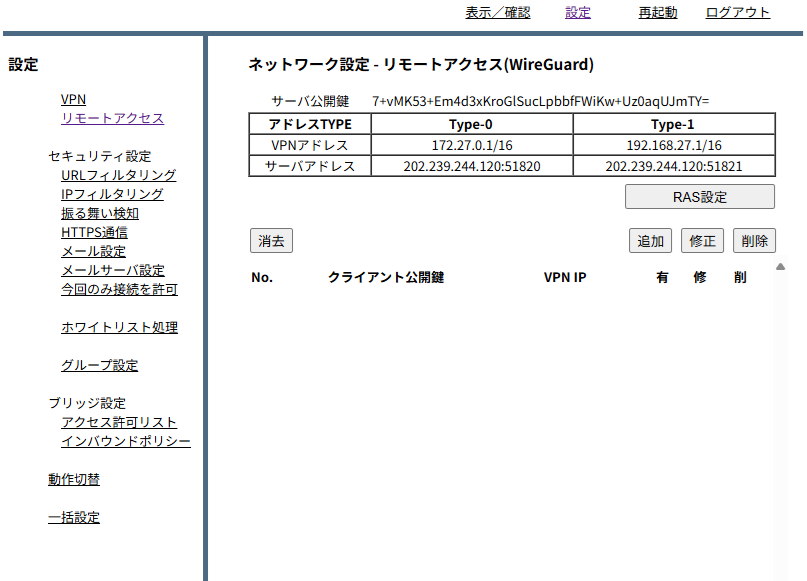 表示／確認 設定 再起動 ログアウト
設定
VPN
リモートアクセス
セキュリティ設定
URLフィルタリング
IPフィルタリング
振る舞い検知
HTTPS通信
メール設定
メールサーバ設定
今回のみ接続を許可
ホワイトリスト処理
グループ設定
ブリッジ設定
アクセス許可リスト
インバウンドポリシー
動作切替
一括設定
ネットワーク設定 - リモートアクセス(WireGuard)
サーバ公開鍵 7+vMK53+Em4d3xKroGlSucLpbbfFWiKw+Uz0aqUJmTY=
アドレスTYPE Type-0 Type-1
VPNアドレス 172.27.0.1/16 192.168.27.1/16
サーバアドレス 202.239.244.120:51820 202.239.244.120:51821
RAS設定
消去 追加 修正 削除
No. クライアント公開鍵 VPN IP 有 修 削